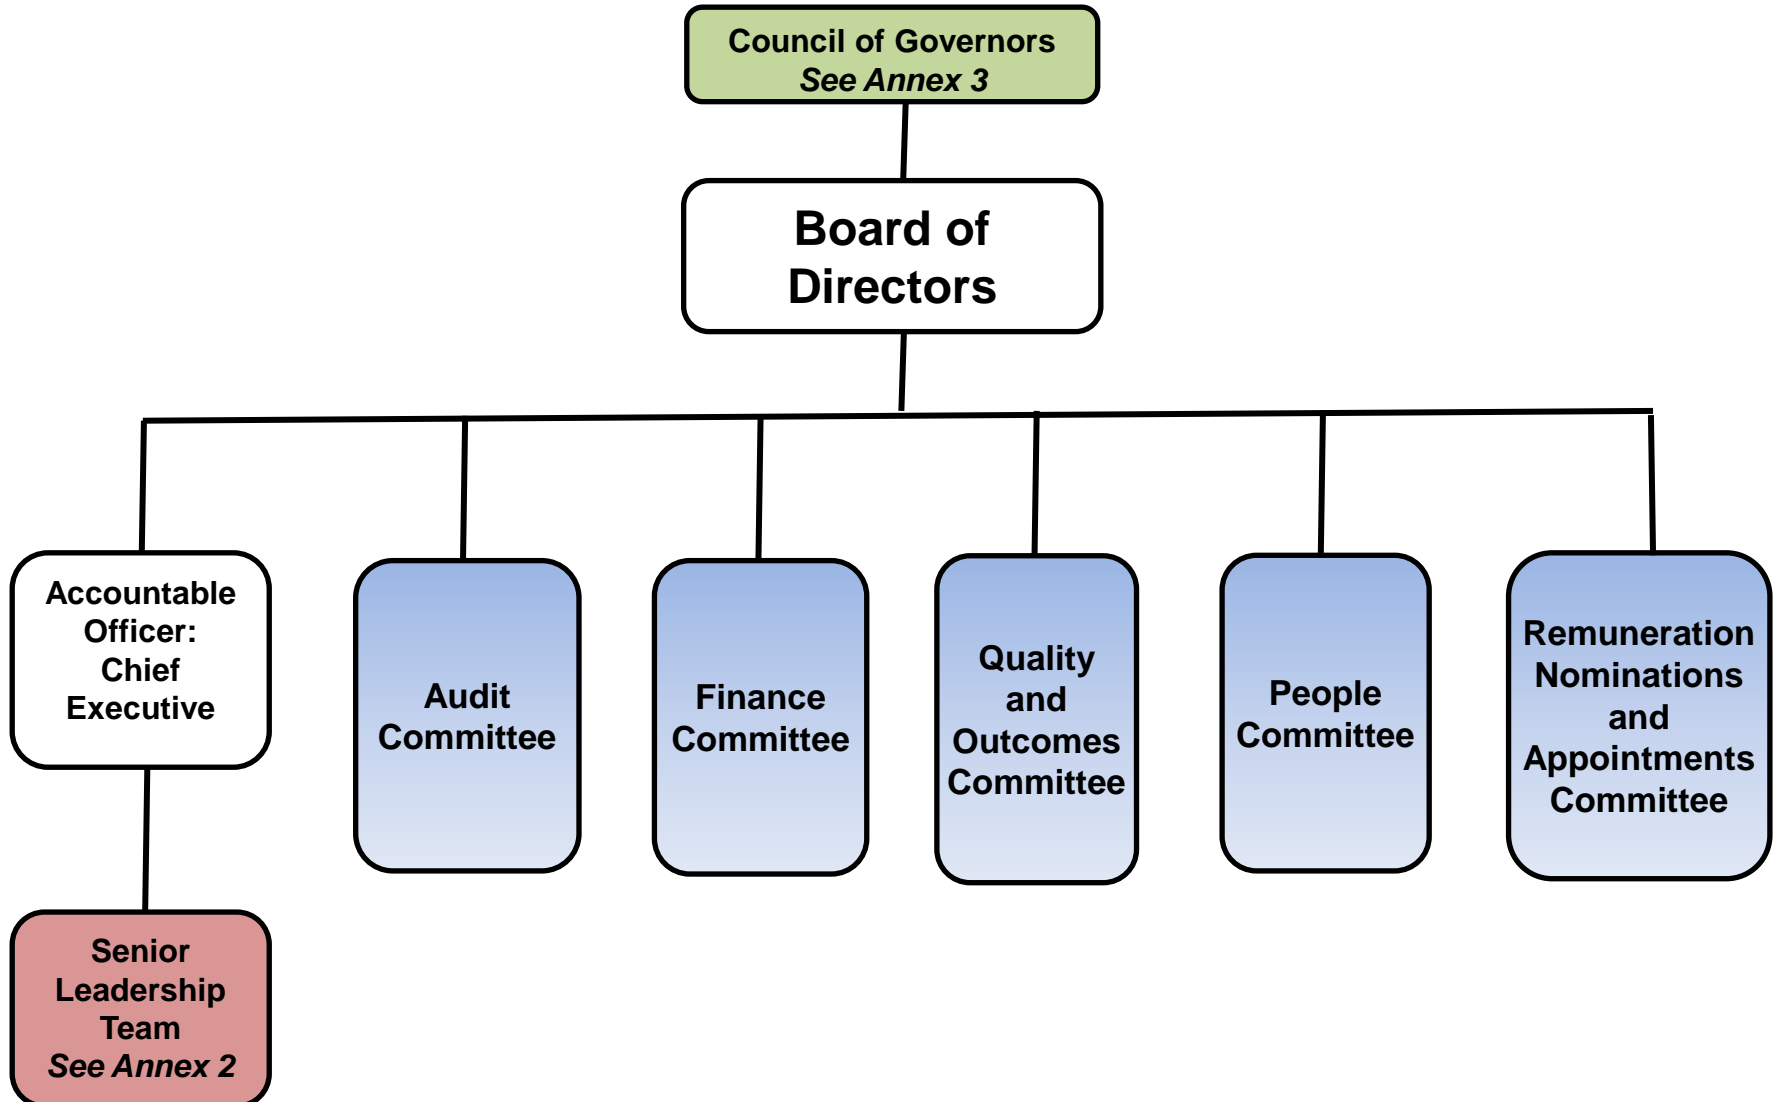 Council of Governors
See Annex 3
Board of
Directors
Accountable
Officer:
Chief
Executive
Audit
Committee
Finance
Committee
Quality
and
Outcomes
Committee
People
Committee
Remuneration
Nominations
and
Appointments
Committee
Senior
Leadership
Team
See Annex 2